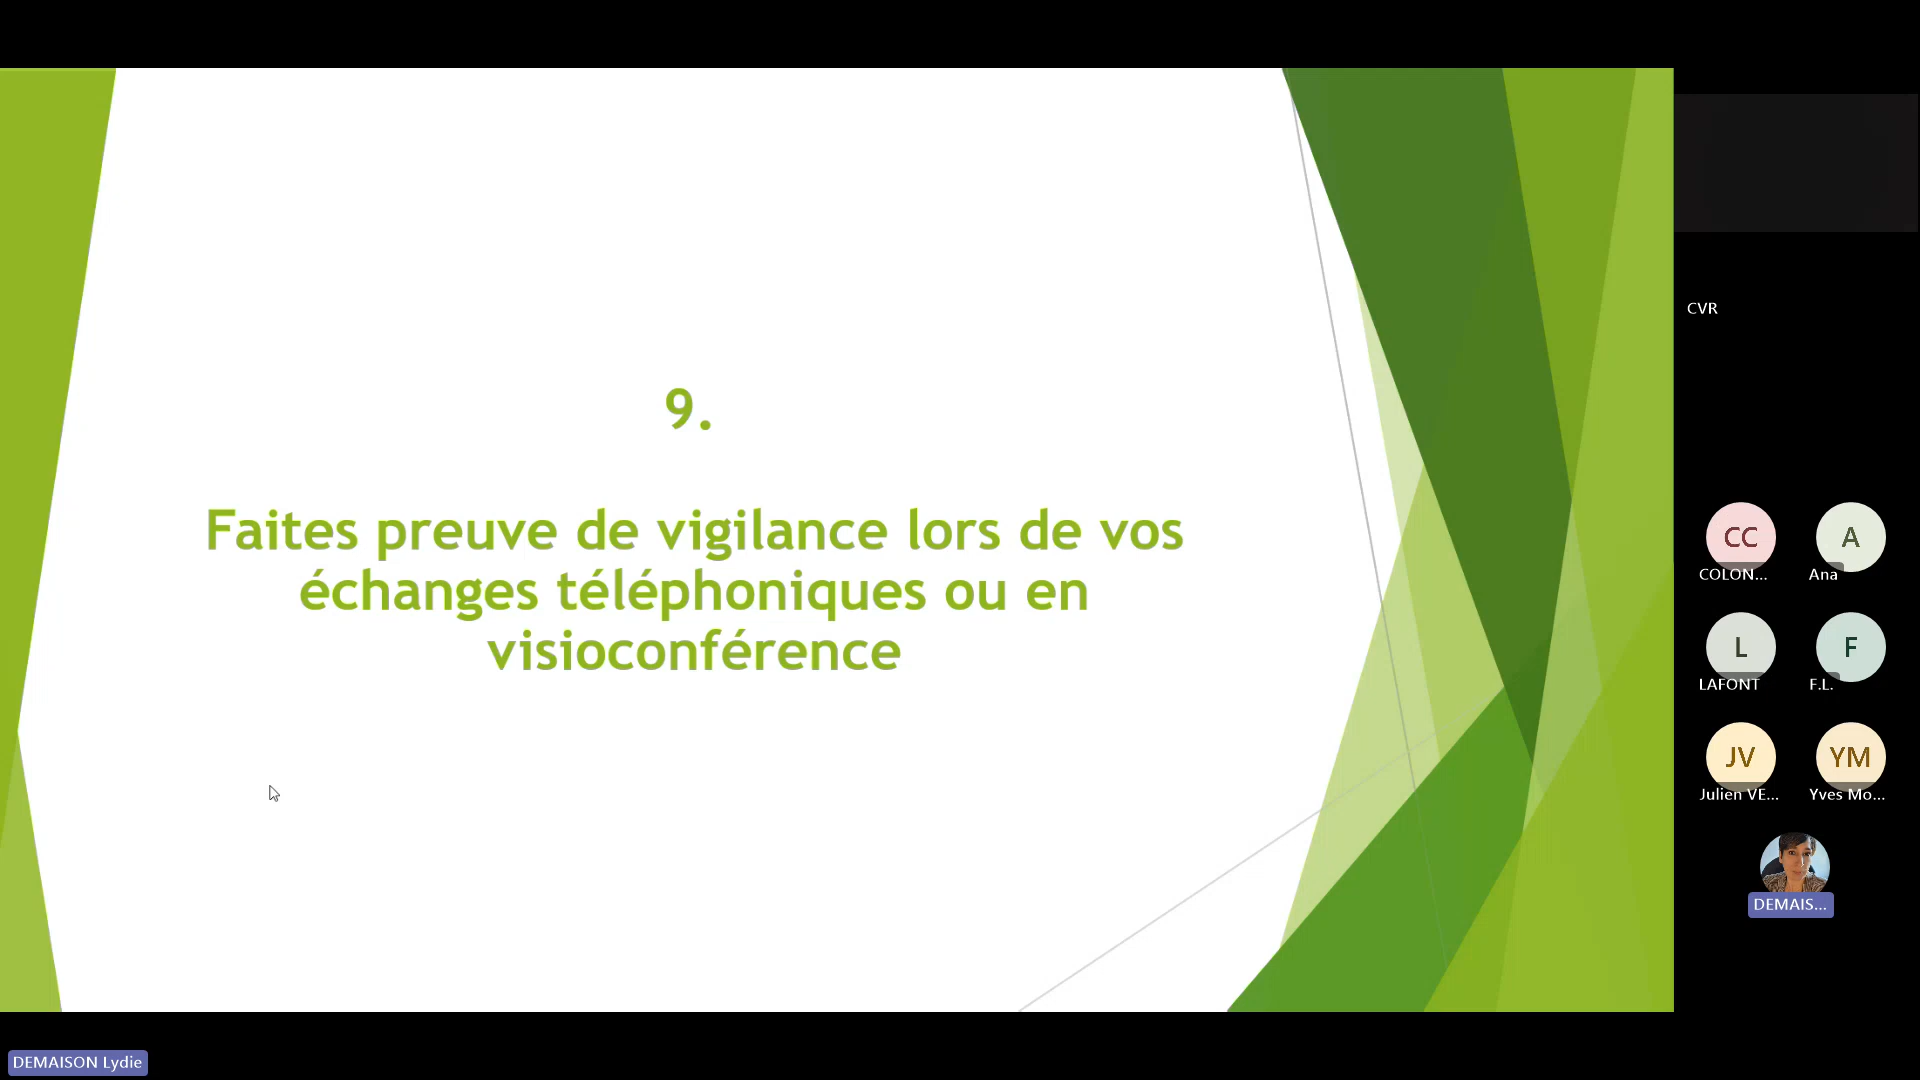 9.
Faites preuve de vigilance lors de vos
échanges téléphoniques ou en
visioconférence
CVR
CC
COLON...
A
Ana
L
LAFONT
F
F.L.
JV
Julien VE...
YM
Yves Mo...
DEMAIS...
DEMAISON Lydie